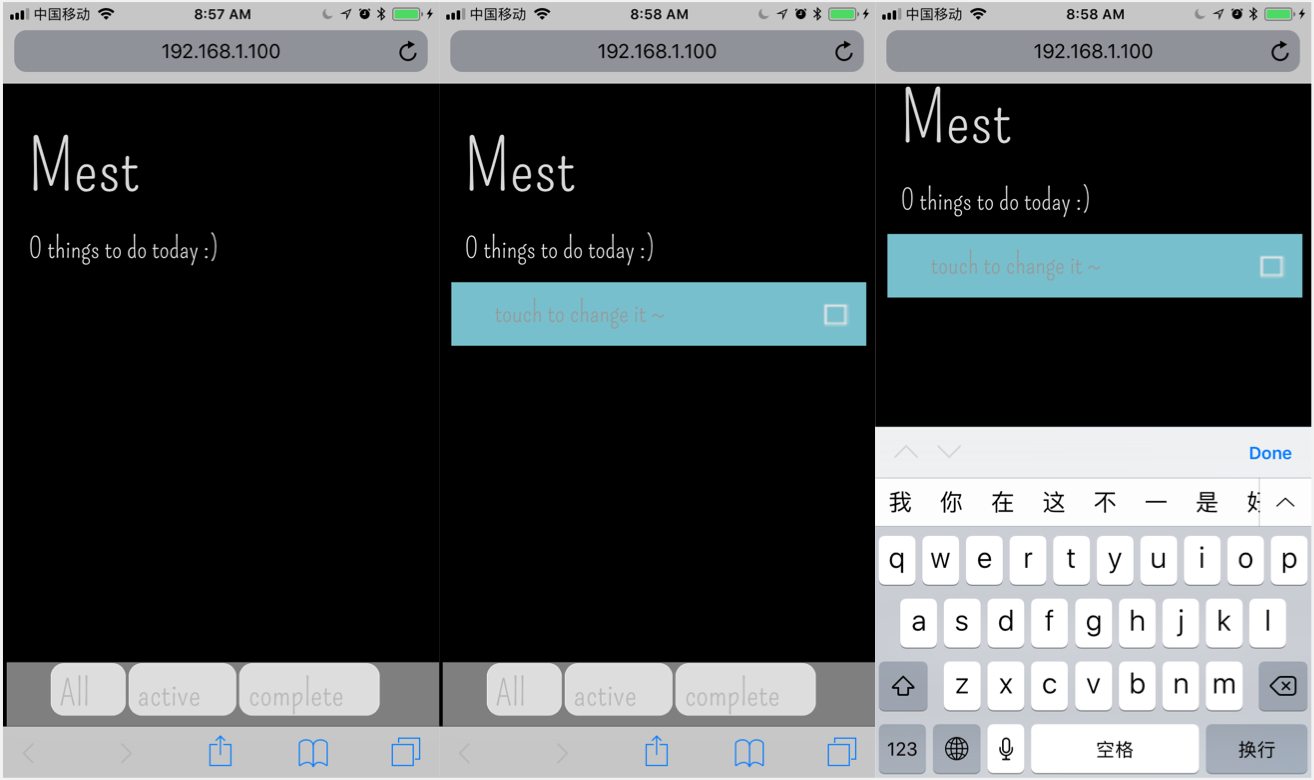 中国移动 8:57 AM
192.168.1.100
Mest
0 things to do today :)
All active complete
中国移动 8:58 AM
192.168.1.100
Mest
0 things to do today :)
touch to change it ~
All active complete
中国移动 8:58 AM
192.168.1.100
Mest
0 things to do today :)
touch to change it ~
Done
我 你 在 这 不 一 是
q w e r t y u i o p
a s d f g h j k l
z x c v b n m
123 空格 换行